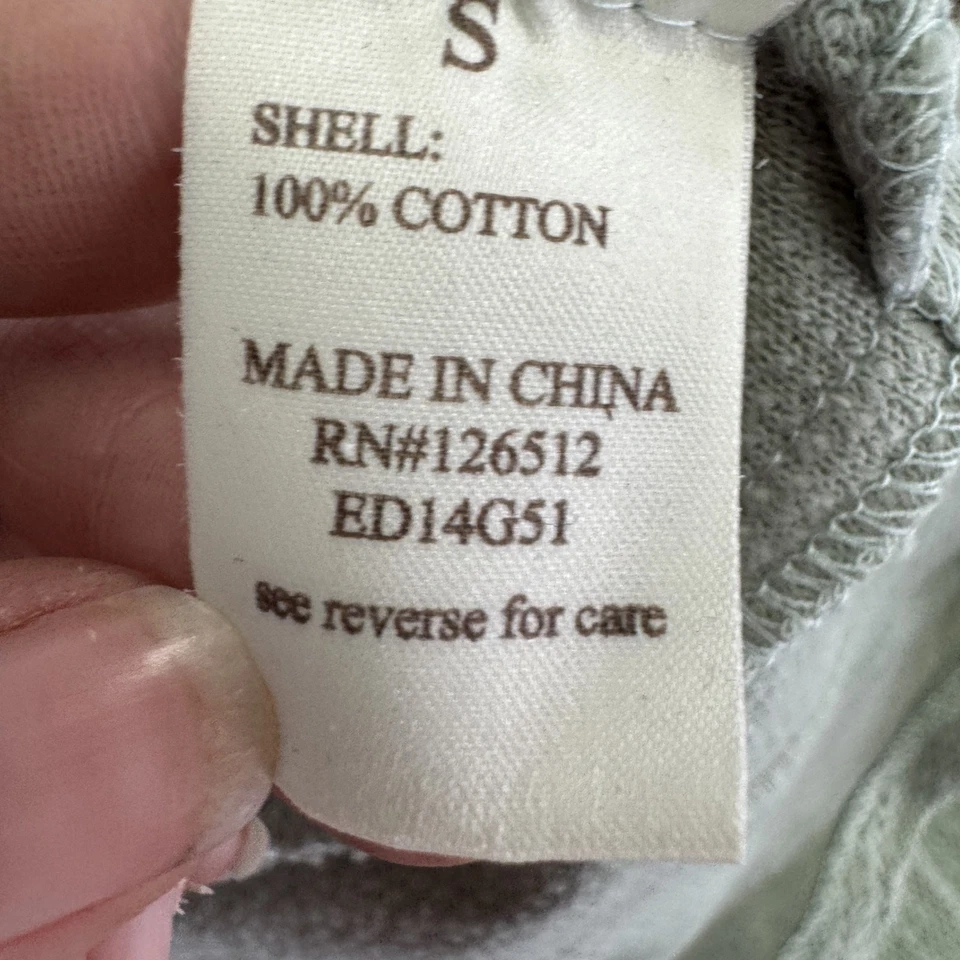 S
SHELL:
100% COTTON
MADE IN CHINA
RN#126512
ED14G51
see reverse for care